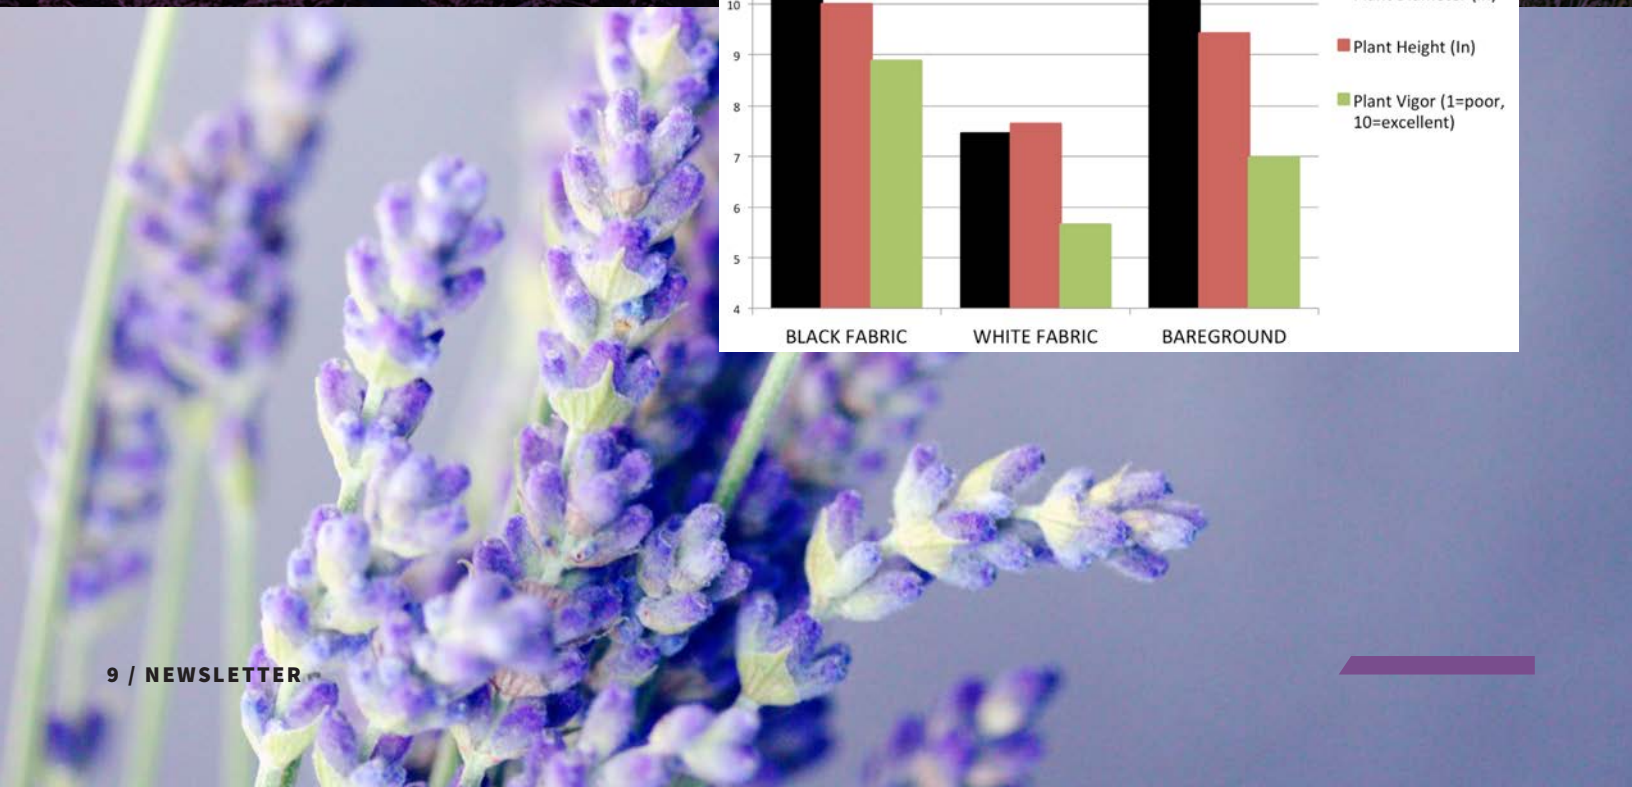 10
Plant Height (In)
9
Plant Vigor (1=poor,
10=excellent)
8
7
6
5
4
BLACK FABRIC WHITE FABRIC BAREGROUND
9 / NEWSLETTER